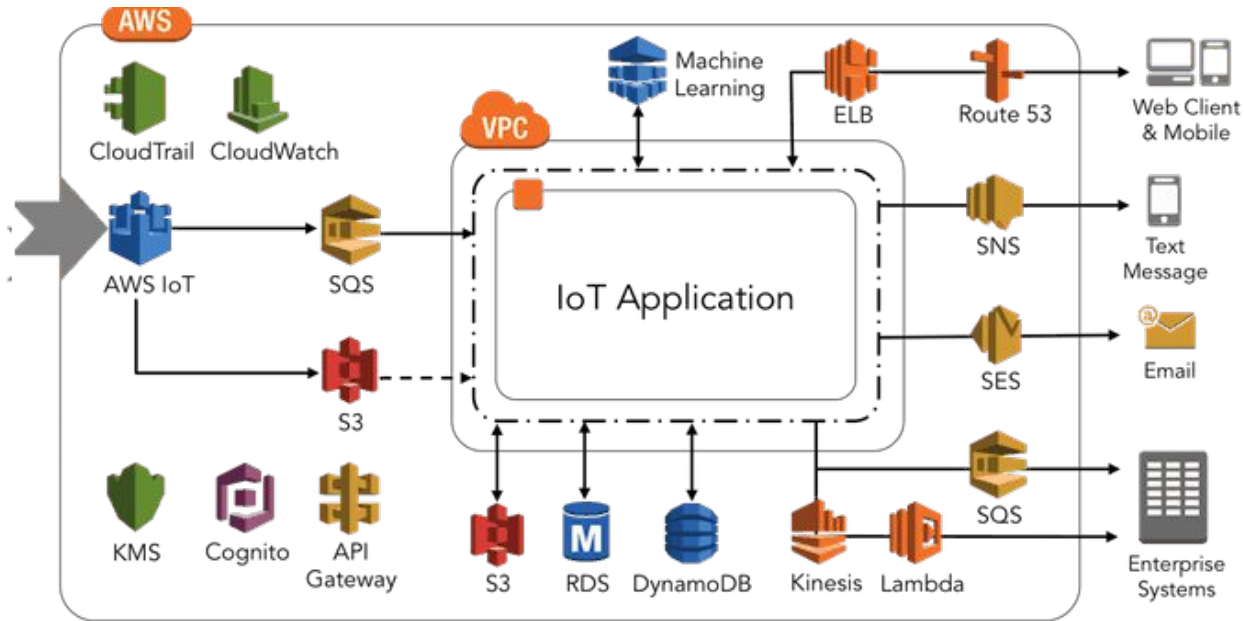 AWS
Machine
Learning
ELB
Route 53
Web Client
& Mobile
CloudTrail
CloudWatch
VPC
AWS IoT
SQS
IoT Application
SNS
Text
Message
SES
@
Email
S3
KMS
Cognito
API
Gateway
S3
M
RDS
DynamoDB
Kinesis
Lambda
SQS
Enterprise
Systems